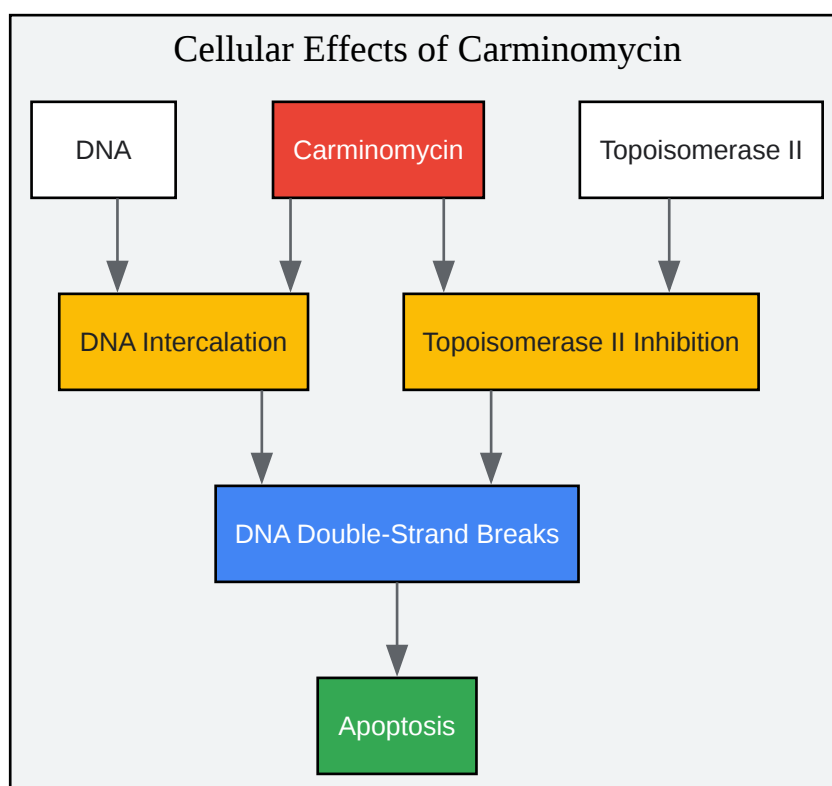 Cellular Effects of Carminomycin
DNA
Carminomycin
Topoisomerase II
DNA Intercalation
Topoisomerase II Inhibition
DNA Double-Strand Breaks
Apoptosis